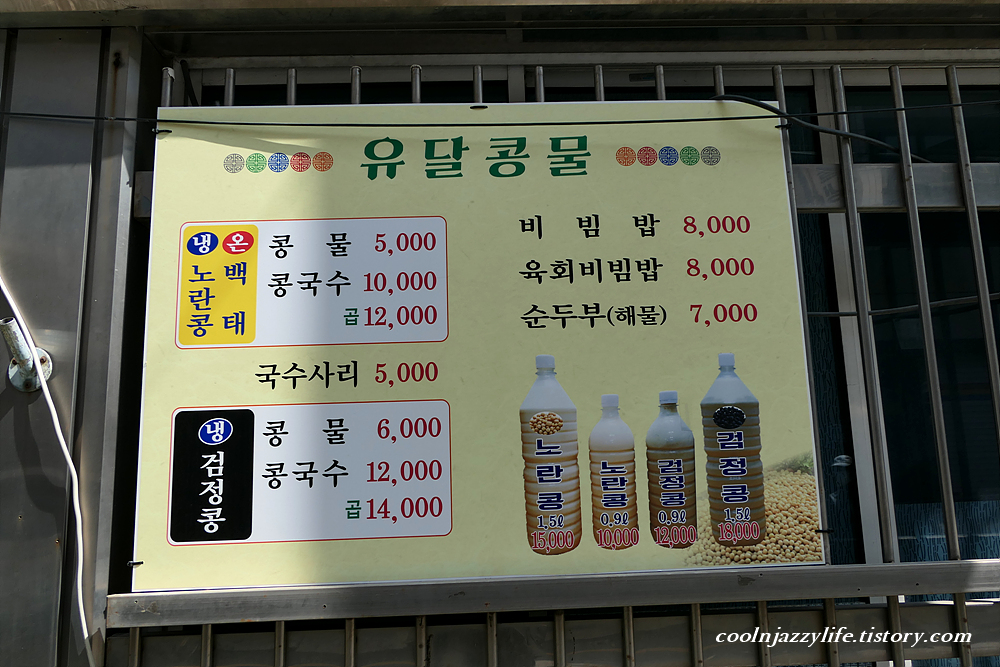 유달콩물
냉 온
노란콩 백태
콩물 5,000
콩국수 10,000
곱 12,000
국수사리 5,000
냉
검정콩
콩물 6,000
콩국수 12,000
곱 14,000
비빔밥 8,000
육회비빔밥 8,000
순두부(해물) 7,000
노란콩
1,5ℓ
15,000
노란콩
0,9ℓ
10,000
검정콩
0,9ℓ
12,000
검정콩
1,5ℓ
18,000
coolnjazzylife.tistory.com